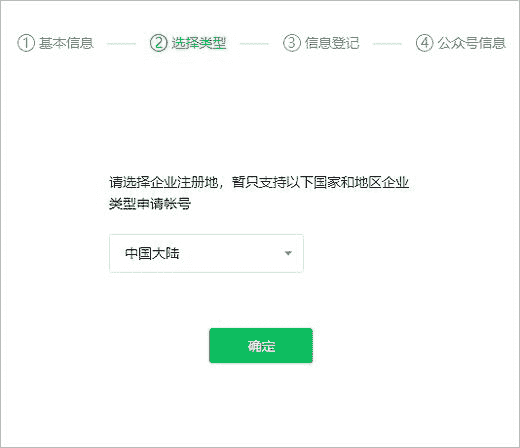 ① 基本信息 ② 选择类型 ③ 信息登记 ④ 公众号信息
请选择企业注册地，暂只支持以下国家和地区企业
类型申请帐号
中国大陆
确定